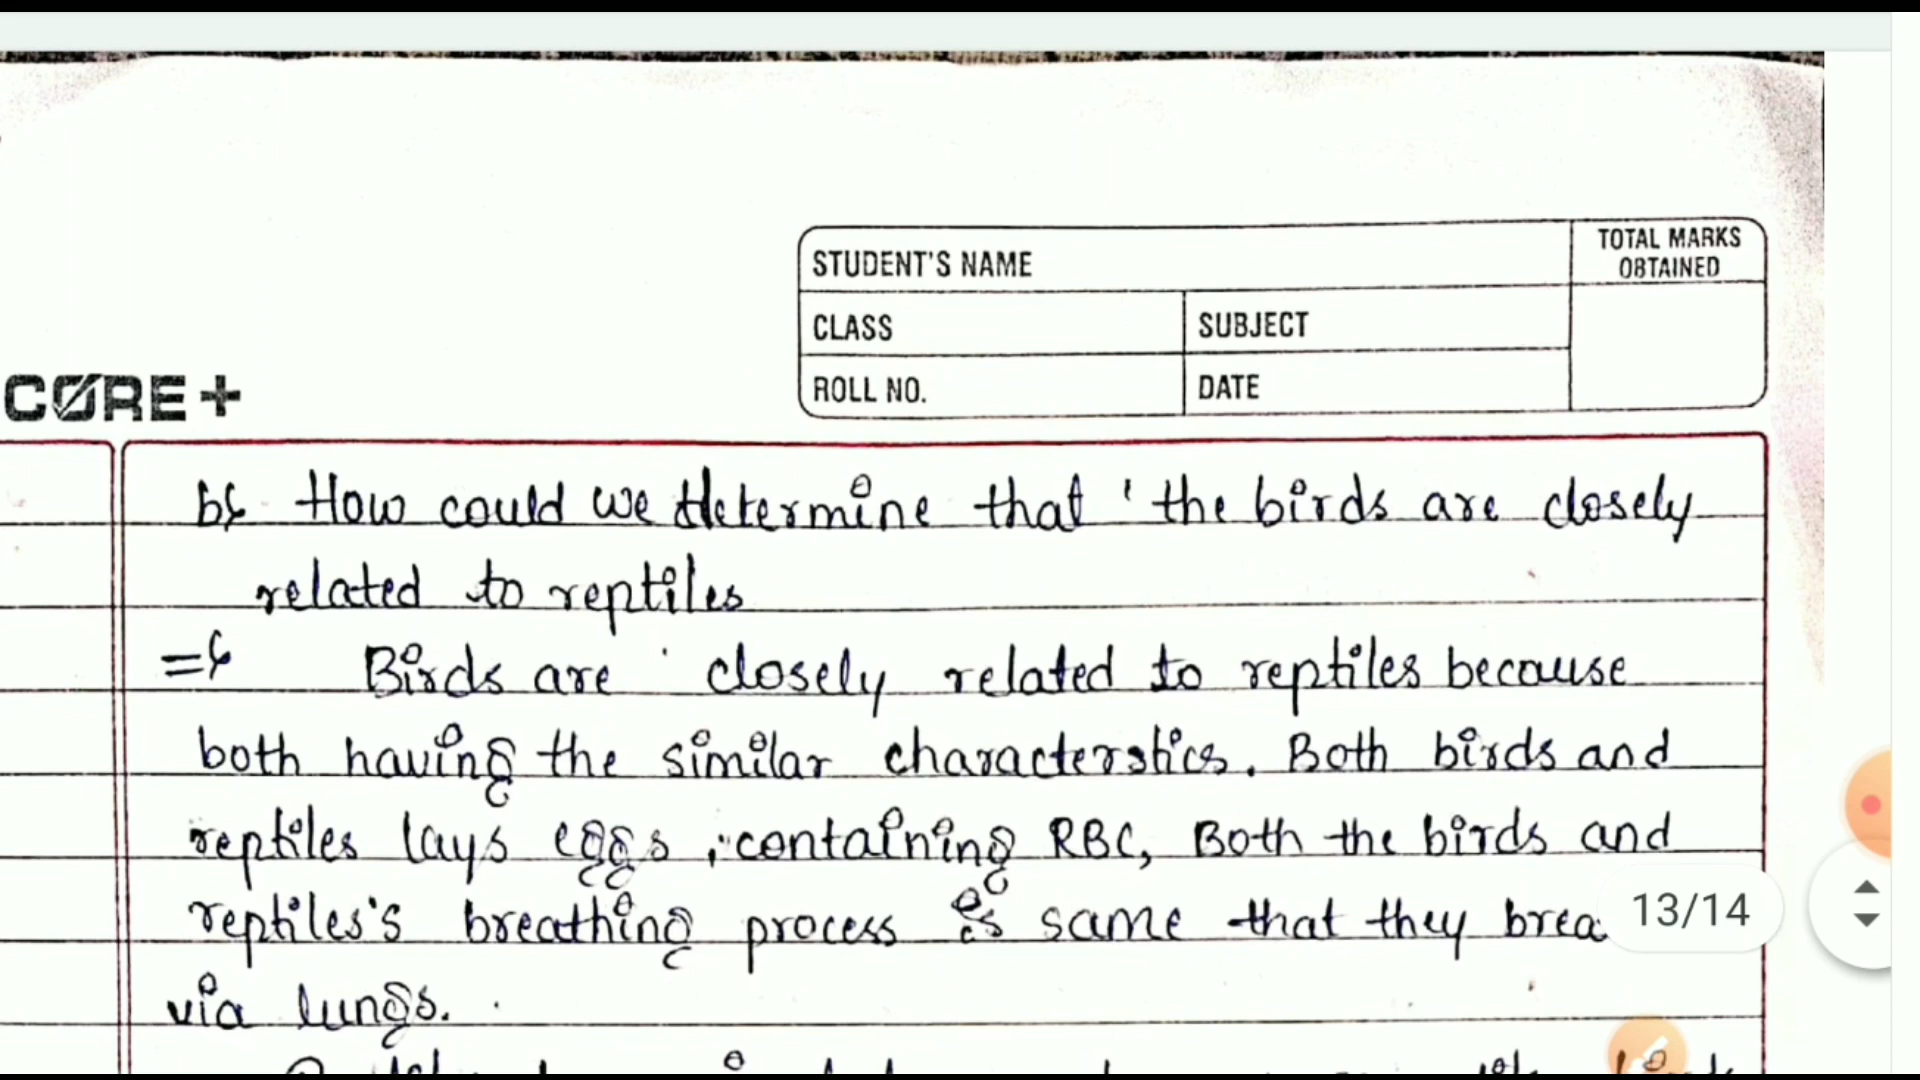 STUDENT'S NAME
TOTAL MARKS
OBTAINED
CLASS
SUBJECT
ROLL NO.
DATE
CORE+
b) How could we determine that the birds are closely
related to reptiles
=> Birds are closely related to reptiles because
both having the similar characterstics. Both birds and
reptiles lays eggs, containing RBC, Both the birds and
reptiles's breathing process is same that they brea
13/14
via lungs.